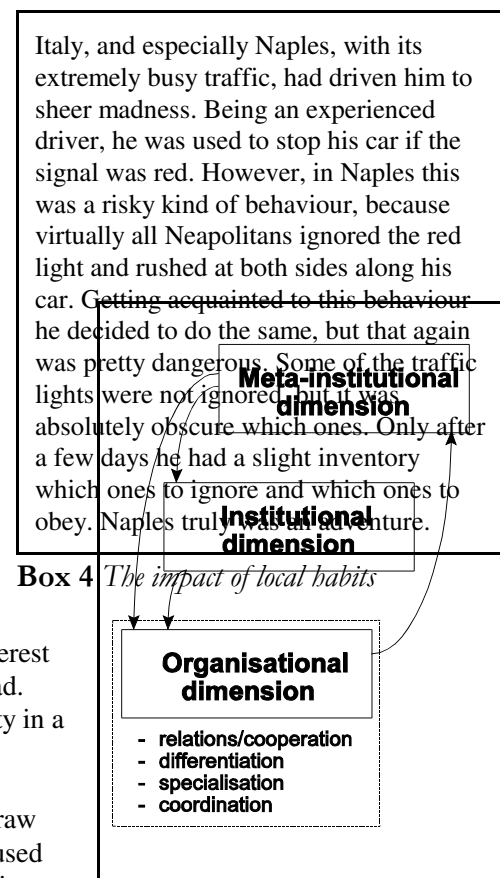 Italy, and especially Naples, with its
extremely busy traffic, had driven him to
sheer madness. Being an experienced
driver, he was used to stop his car if the
signal was red. However, in Naples this
was a risky kind of behaviour, because
virtually all Neapolitans ignored the red
light and rushed at both sides along his
car. Getting acquainted to this behaviour
he decided to do the same, but that again
was pretty dangerous. Some of the traffic
lights were not ignored, but it was
absolutely obscure which ones. Only after
a few days he had a slight inventory
which ones to ignore and which ones to
obey. Naples truly was an adventure.
Box 4 The impact of local habits
Meta-institutional
dimension
Institutional
dimension
Organisational
dimension
- relations/cooperation
- differentiation
- specialisation
- coordination
erest
ty in a
raw
used